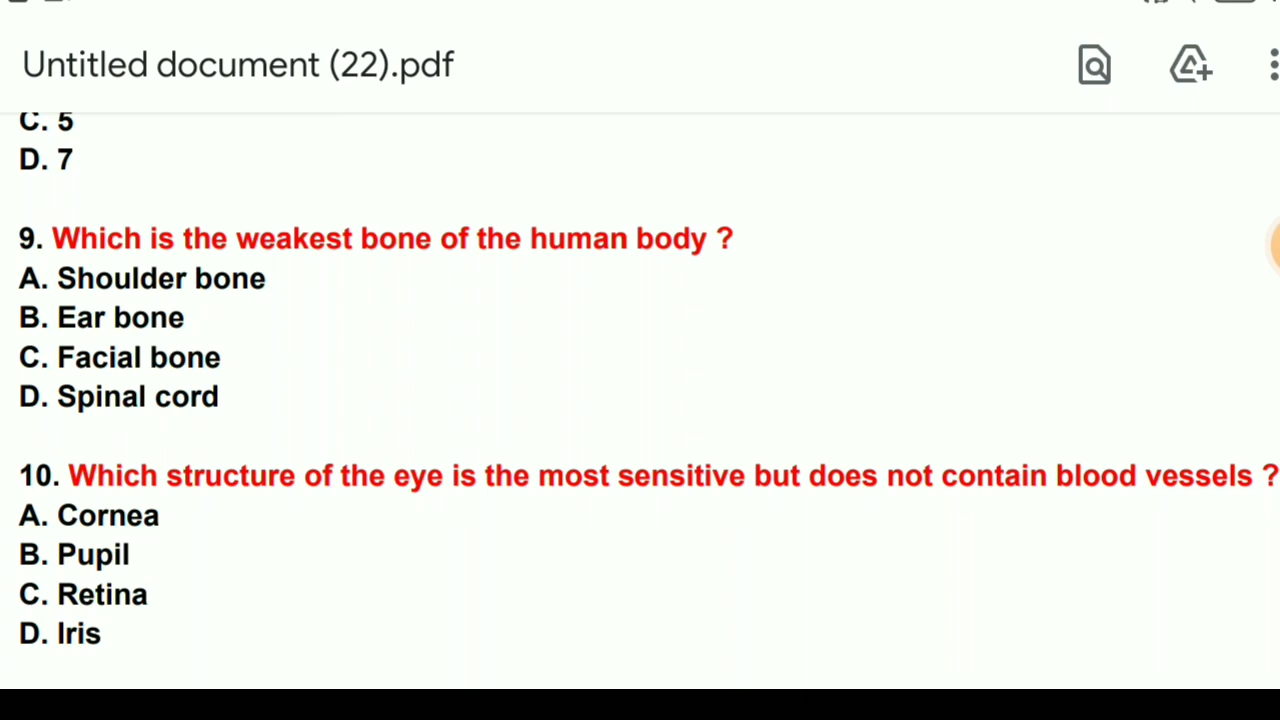 Untitled document (22).pdf
C. 5
D. 7
9. Which is the weakest bone of the human body ?
A. Shoulder bone
B. Ear bone
C. Facial bone
D. Spinal cord
10. Which structure of the eye is the most sensitive but does not contain blood vessels ?
A. Cornea
B. Pupil
C. Retina
D. Iris